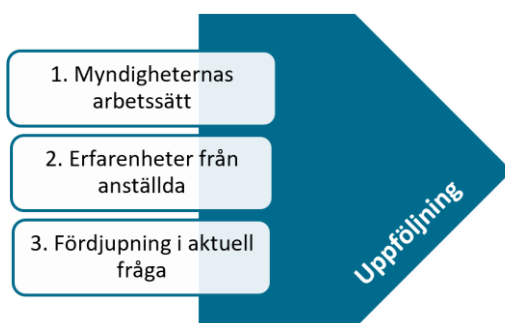 1. Myndigheternas
arbetssätt
2. Erfarenheter från
anställda
3. Fördjupning i aktuell
fråga
Uppföljning